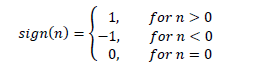 1, for n > 0
sign(n) = { −1, for n < 0
0, for n = 0